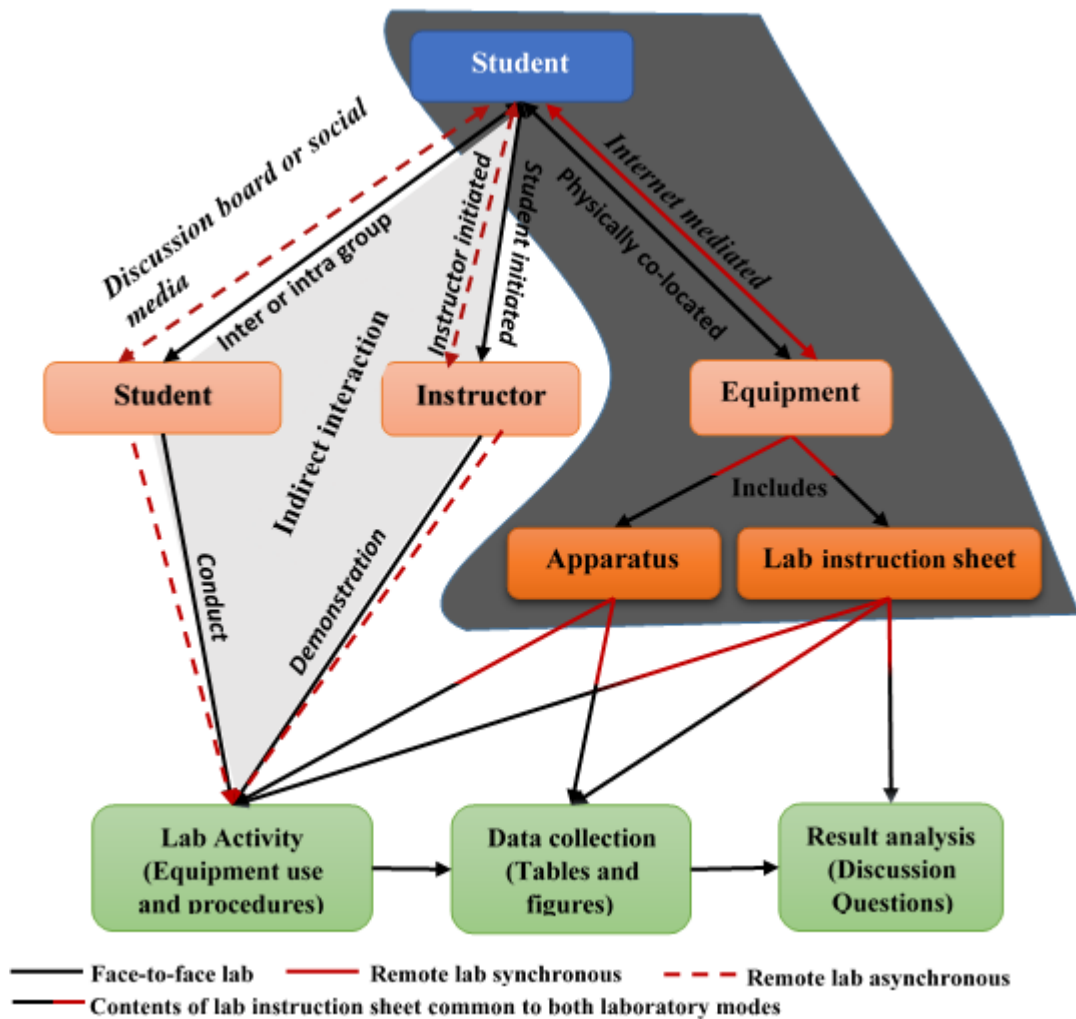 Student
Discussion board or social
media
Inter or intra group
Instructor initiated
Student initiated
Physically co-located
Internet mediated
Student
Instructor
Equipment
Indirect interaction
Includes
Apparatus
Lab instruction sheet
Conduct
Demonstration
Lab Activity
(Equipment use
and procedures)
Data collection
(Tables and
figures)
Result analysis
(Discussion
Questions)
Face-to-face lab
Remote lab synchronous
Remote lab asynchronous
Contents of lab instruction sheet common to both laboratory modes